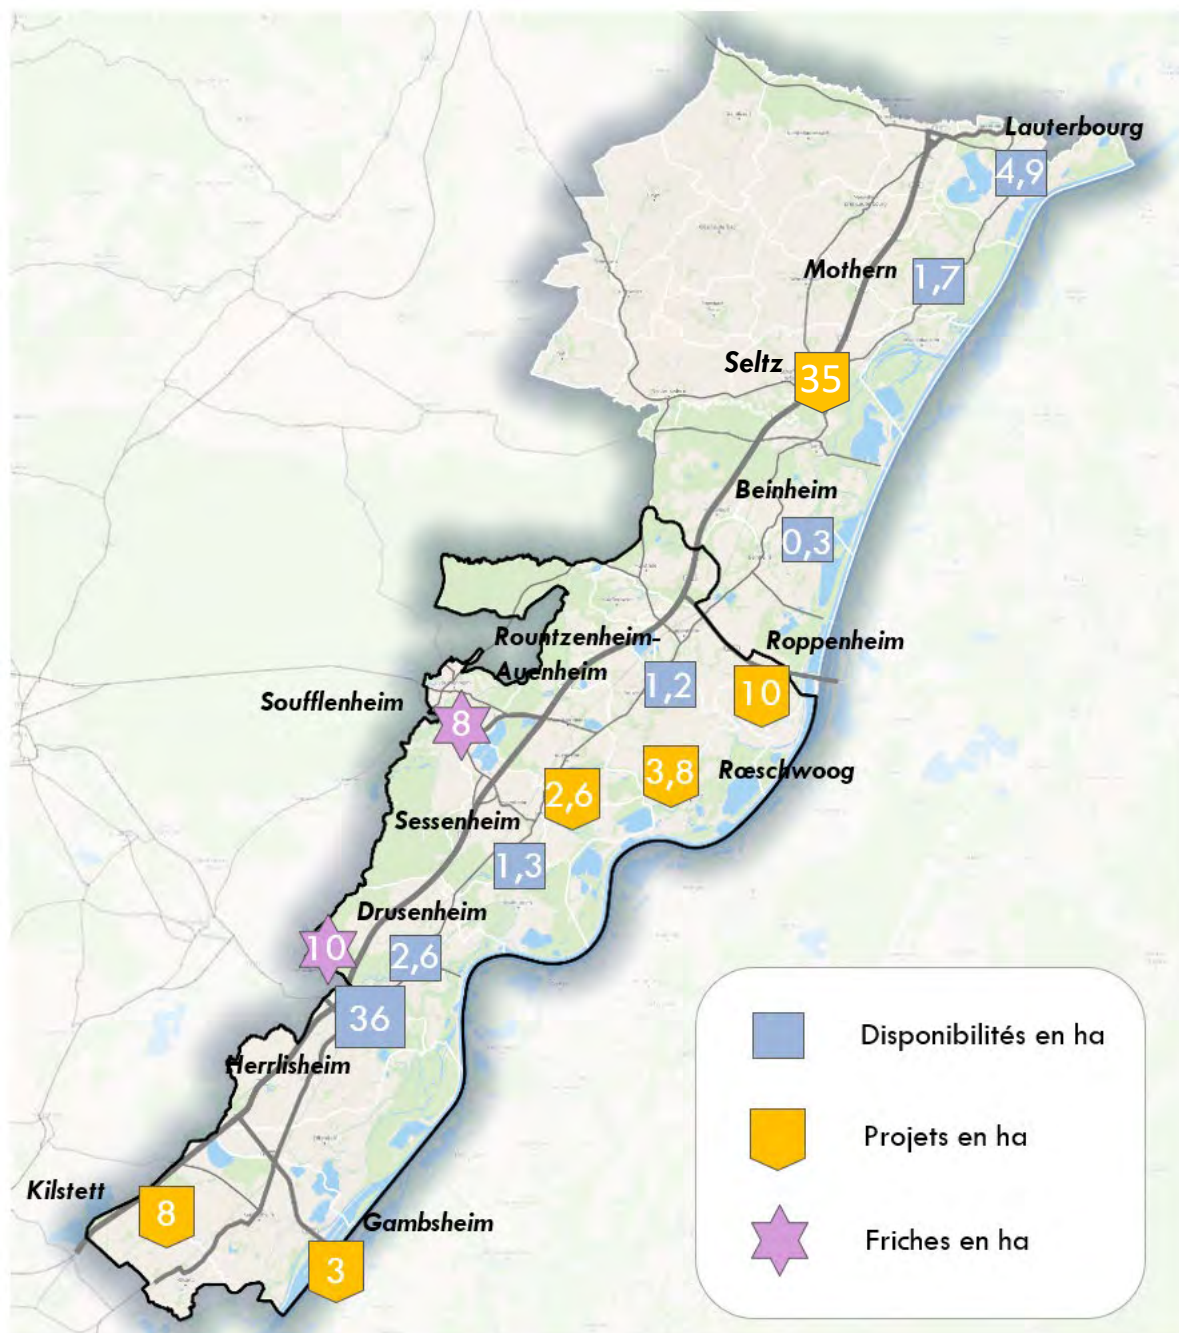 Lauterbourg
4,9
Mothern
1,7
Seltz
35
Beinheim
0,3
Rountzenheim-
Auenheim
Roppenheim
1,2
10
Soufflenheim
8
3,8
Rœschwoog
2,6
Sessenheim
1,3
Drusenheim
10
2,6
36
Herrlisheim
Kilstett
8
Gambsheim
3
Disponibilités en ha
Projets en ha
Friches en ha